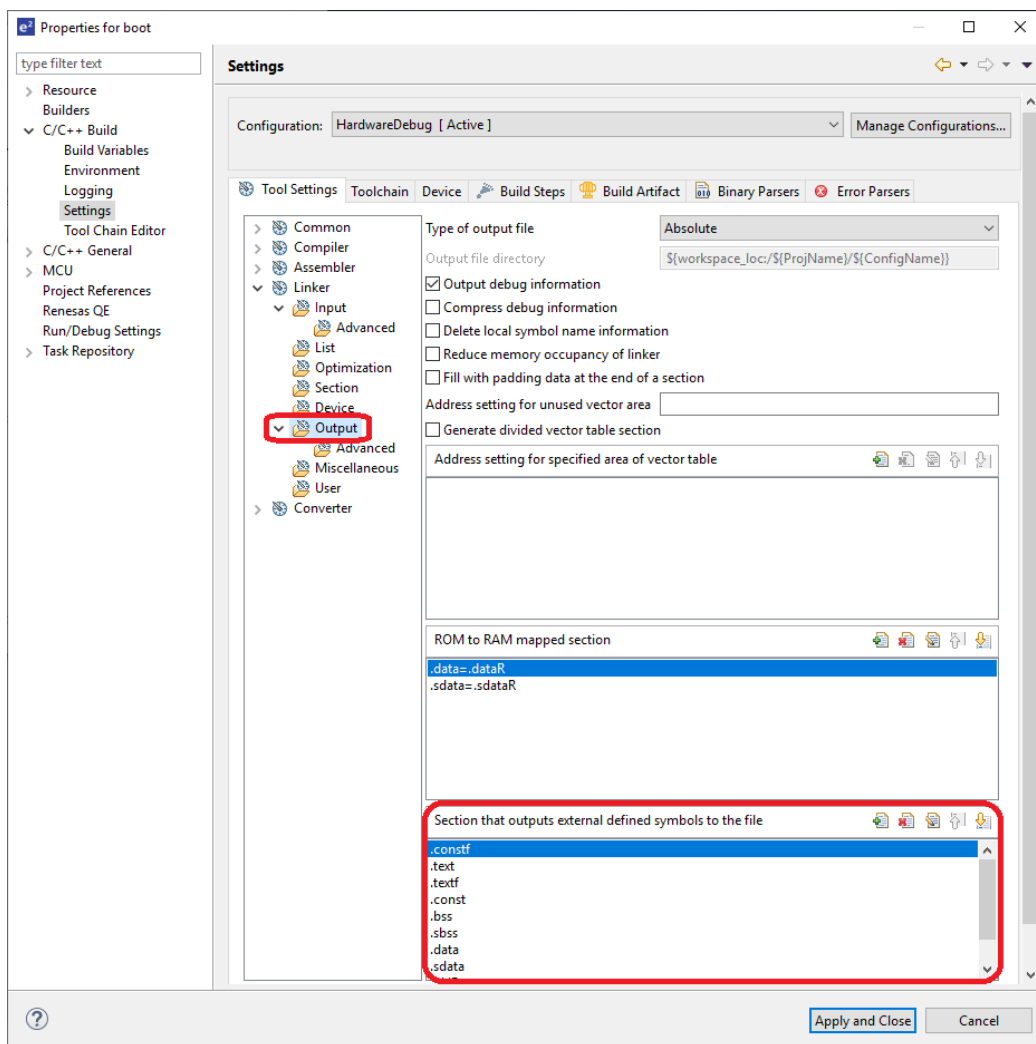 e² Properties for boot
type filter text
Resource
Builders
C/C++ Build
Build Variables
Environment
Logging
Settings
Tool Chain Editor
C/C++ General
MCU
Project References
Renesas QE
Run/Debug Settings
Task Repository
Settings
Configuration: HardwareDebug [ Active ] Manage Configurations...
Tool Settings Toolchain Device Build Steps Build Artifact Binary Parsers Error Parsers
Common
Compiler
Assembler
Linker
Input
Advanced
List
Optimization
Section
Device
Output
Advanced
Miscellaneous
User
Converter
Type of output file Absolute
Output file directory ${workspace_loc:/${ProjName}/${ConfigName}}
Output debug information
Compress debug information
Delete local symbol name information
Reduce memory occupancy of linker
Fill with padding data at the end of a section
Address setting for unused vector area
Generate divided vector table section
Address setting for specified area of vector table
ROM to RAM mapped section
.data=.dataR
.sdata=.sdataR
Section that outputs external defined symbols to the file
.constf
.text
.textf
.const
.bss
.sbss
.data
.sdata
Apply and Close Cancel